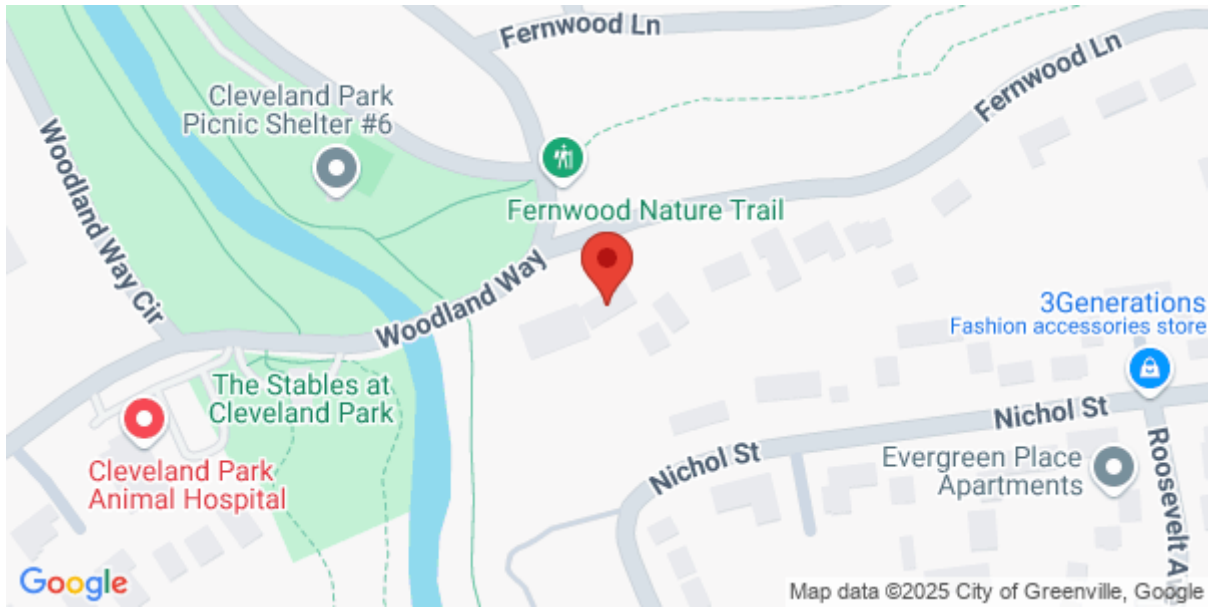 Fernwood Ln
Fernwood Ln
Cleveland Park
Picnic Shelter #6
Woodland Way Cir
Fernwood Nature Trail
Woodland Way
3Generations
Fashion accessories store
The Stables at
Cleveland Park
Nichol St
Nichol St
Roosevelt Av
Evergreen Place
Apartments
Cleveland Park
Animal Hospital
Google
Map data ©2025 City of Greenville, Google